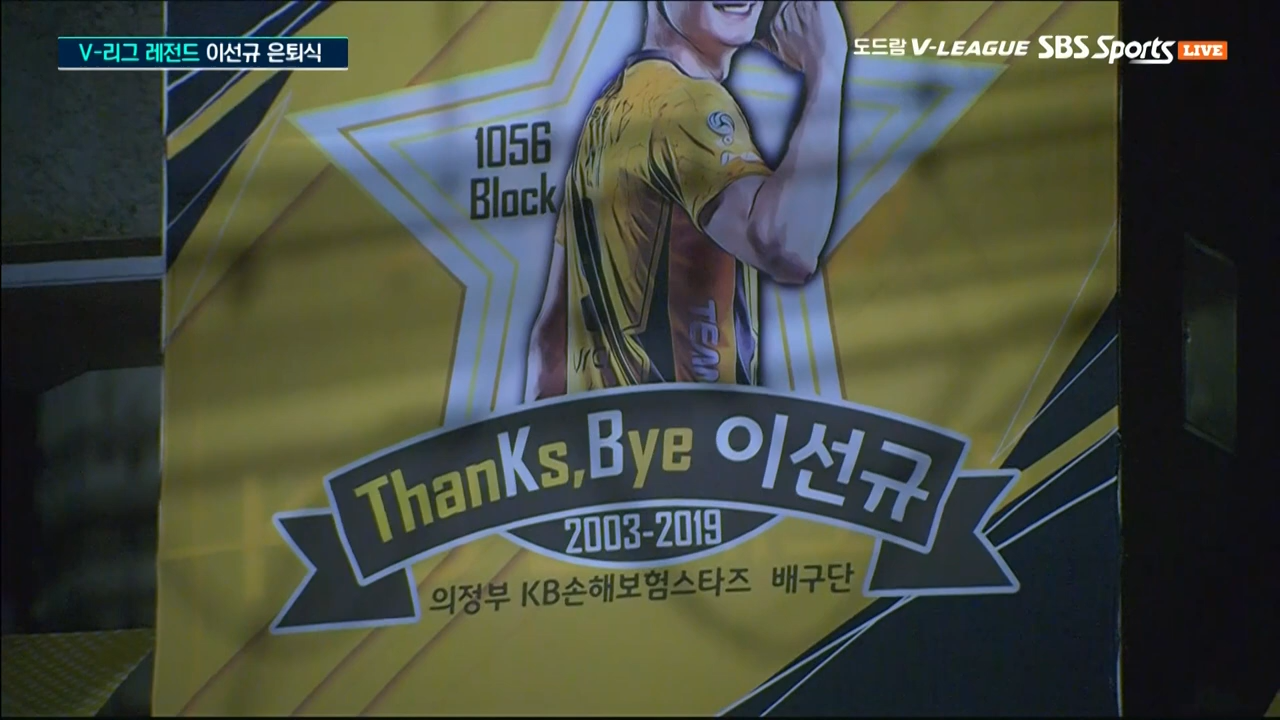 V-리그 레전드 이선규 은퇴식
도드람 V-LEAGUE SBS Sports LIVE
1056
Block
TEAM
ThanKs,Bye 이선규
2003-2019
의정부 KB손해보험스타즈 배구단